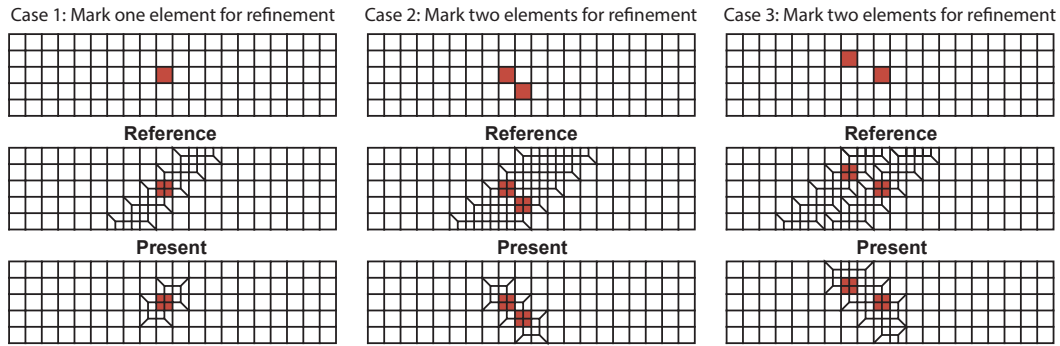 Case 1: Mark one element for refinement
Case 2: Mark two elements for refinement
Case 3: Mark two elements for refinement
Reference
Reference
Reference
Present
Present
Present